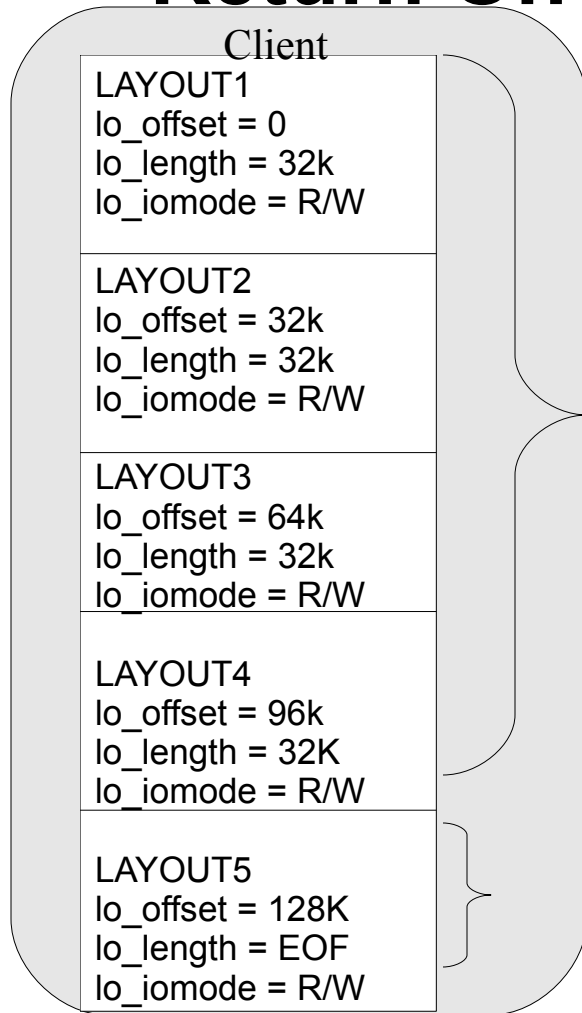 Client
LAYOUT1
lo_offset = 0
lo_length = 32k
lo_iomode = R/W
LAYOUT2
lo_offset = 32k
lo_length = 32k
lo_iomode = R/W
LAYOUT3
lo_offset = 64k
lo_length = 32k
lo_iomode = R/W
LAYOUT4
lo_offset = 96k
lo_length = 32K
lo_iomode = R/W
LAYOUT5
lo_offset = 128K
lo_length = EOF
lo_iomode = R/W